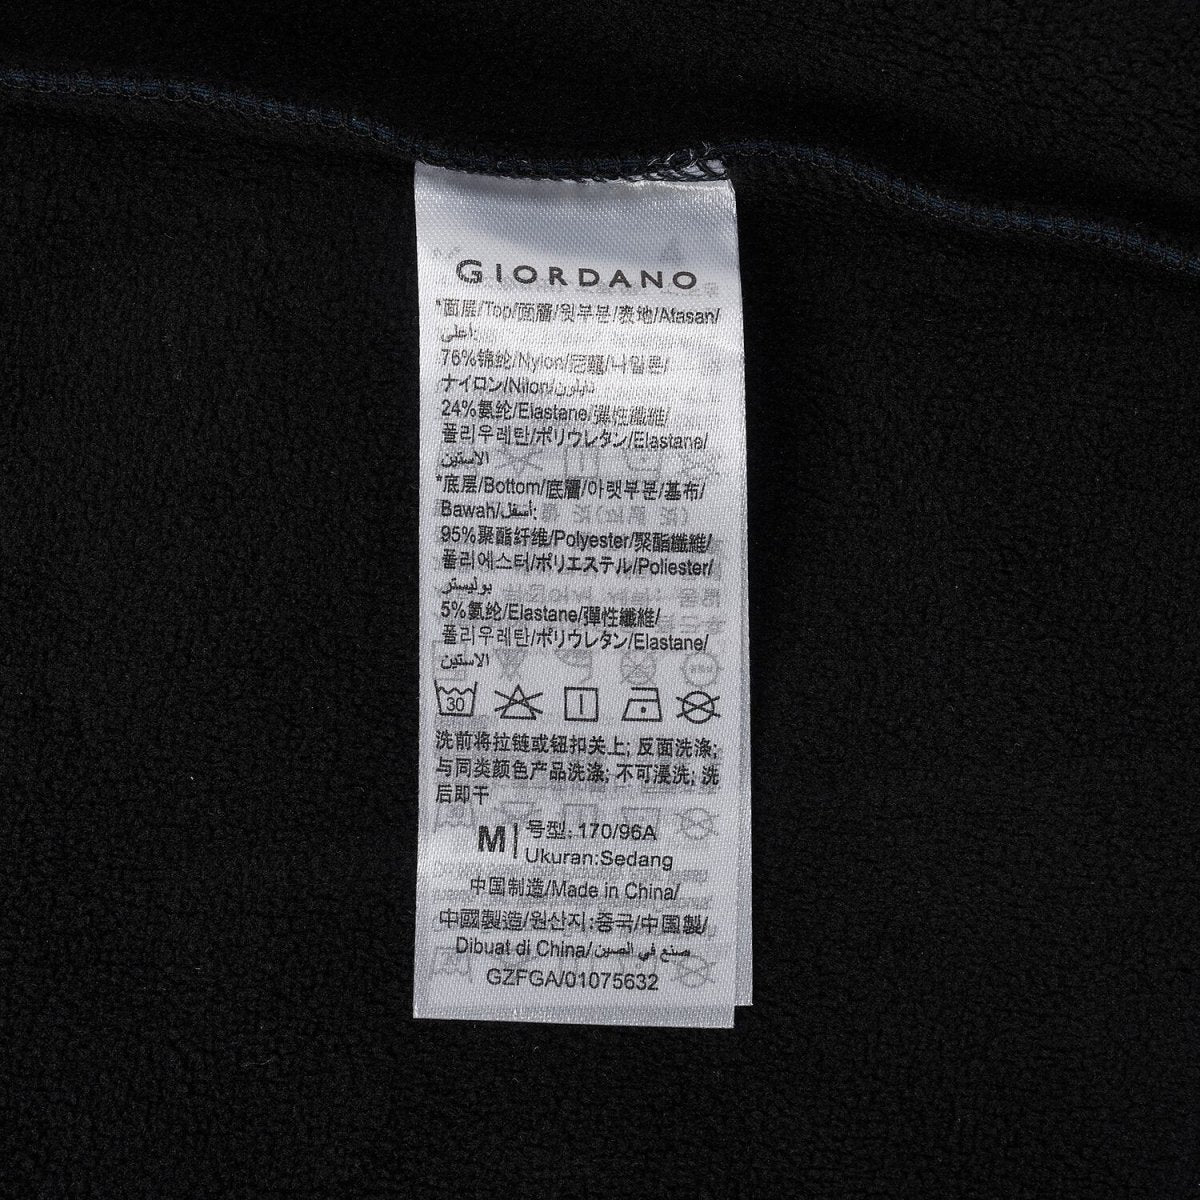 GIORDANO
*面层/Top/面層/윗부분/表地/Atasan/
أعلى:
76%锦纶/Nylon/尼龍/나일론/
ナイロン/Nilon/نايلون
24%氨纶/Elastane/彈性纖維/
폴리우레탄/ポリウレタン/Elastane/
الاستين
*底层/Bottom/底層/아랫부분/基布/
Bawah/أسفل:
95%聚酯纤维/Polyester/聚酯纖維/
폴리에스터/ポリエステル/Poliester/
بوليستر
5%氨纶/Elastane/彈性纖維/
폴리우레탄/ポリウレタン/Elastane/
الاستين
30
洗前将拉链或钮扣关上; 反面洗涤;
与同类颜色产品洗涤; 不可浸洗; 洗
后即干
M 号型: 170/96A
Ukuran:Sedang
中国制造/Made in China/
中國製造/원산지:중국/中国製/
Dibuat di China/صنع في الصين
GZFGA/01075632